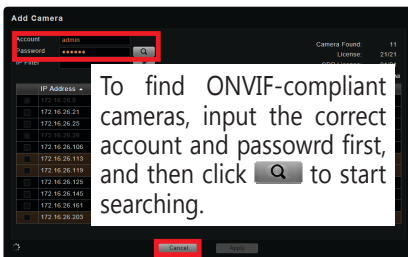 Add Camera
Account admin
Password ●●●●●●
IP Filter
Camera Found: 11
License: 21/21
IP Address
172.16.26.5
172.16.26.21
172.16.26.25
172.16.26.28
172.16.26.106
172.16.26.113
172.16.26.119
172.16.26.125
172.16.26.145
172.16.26.161
172.16.26.203
To find ONVIF-compliant
cameras, input the correct
account and passowrd first,
and then click to start
searching.
Cancel Apply